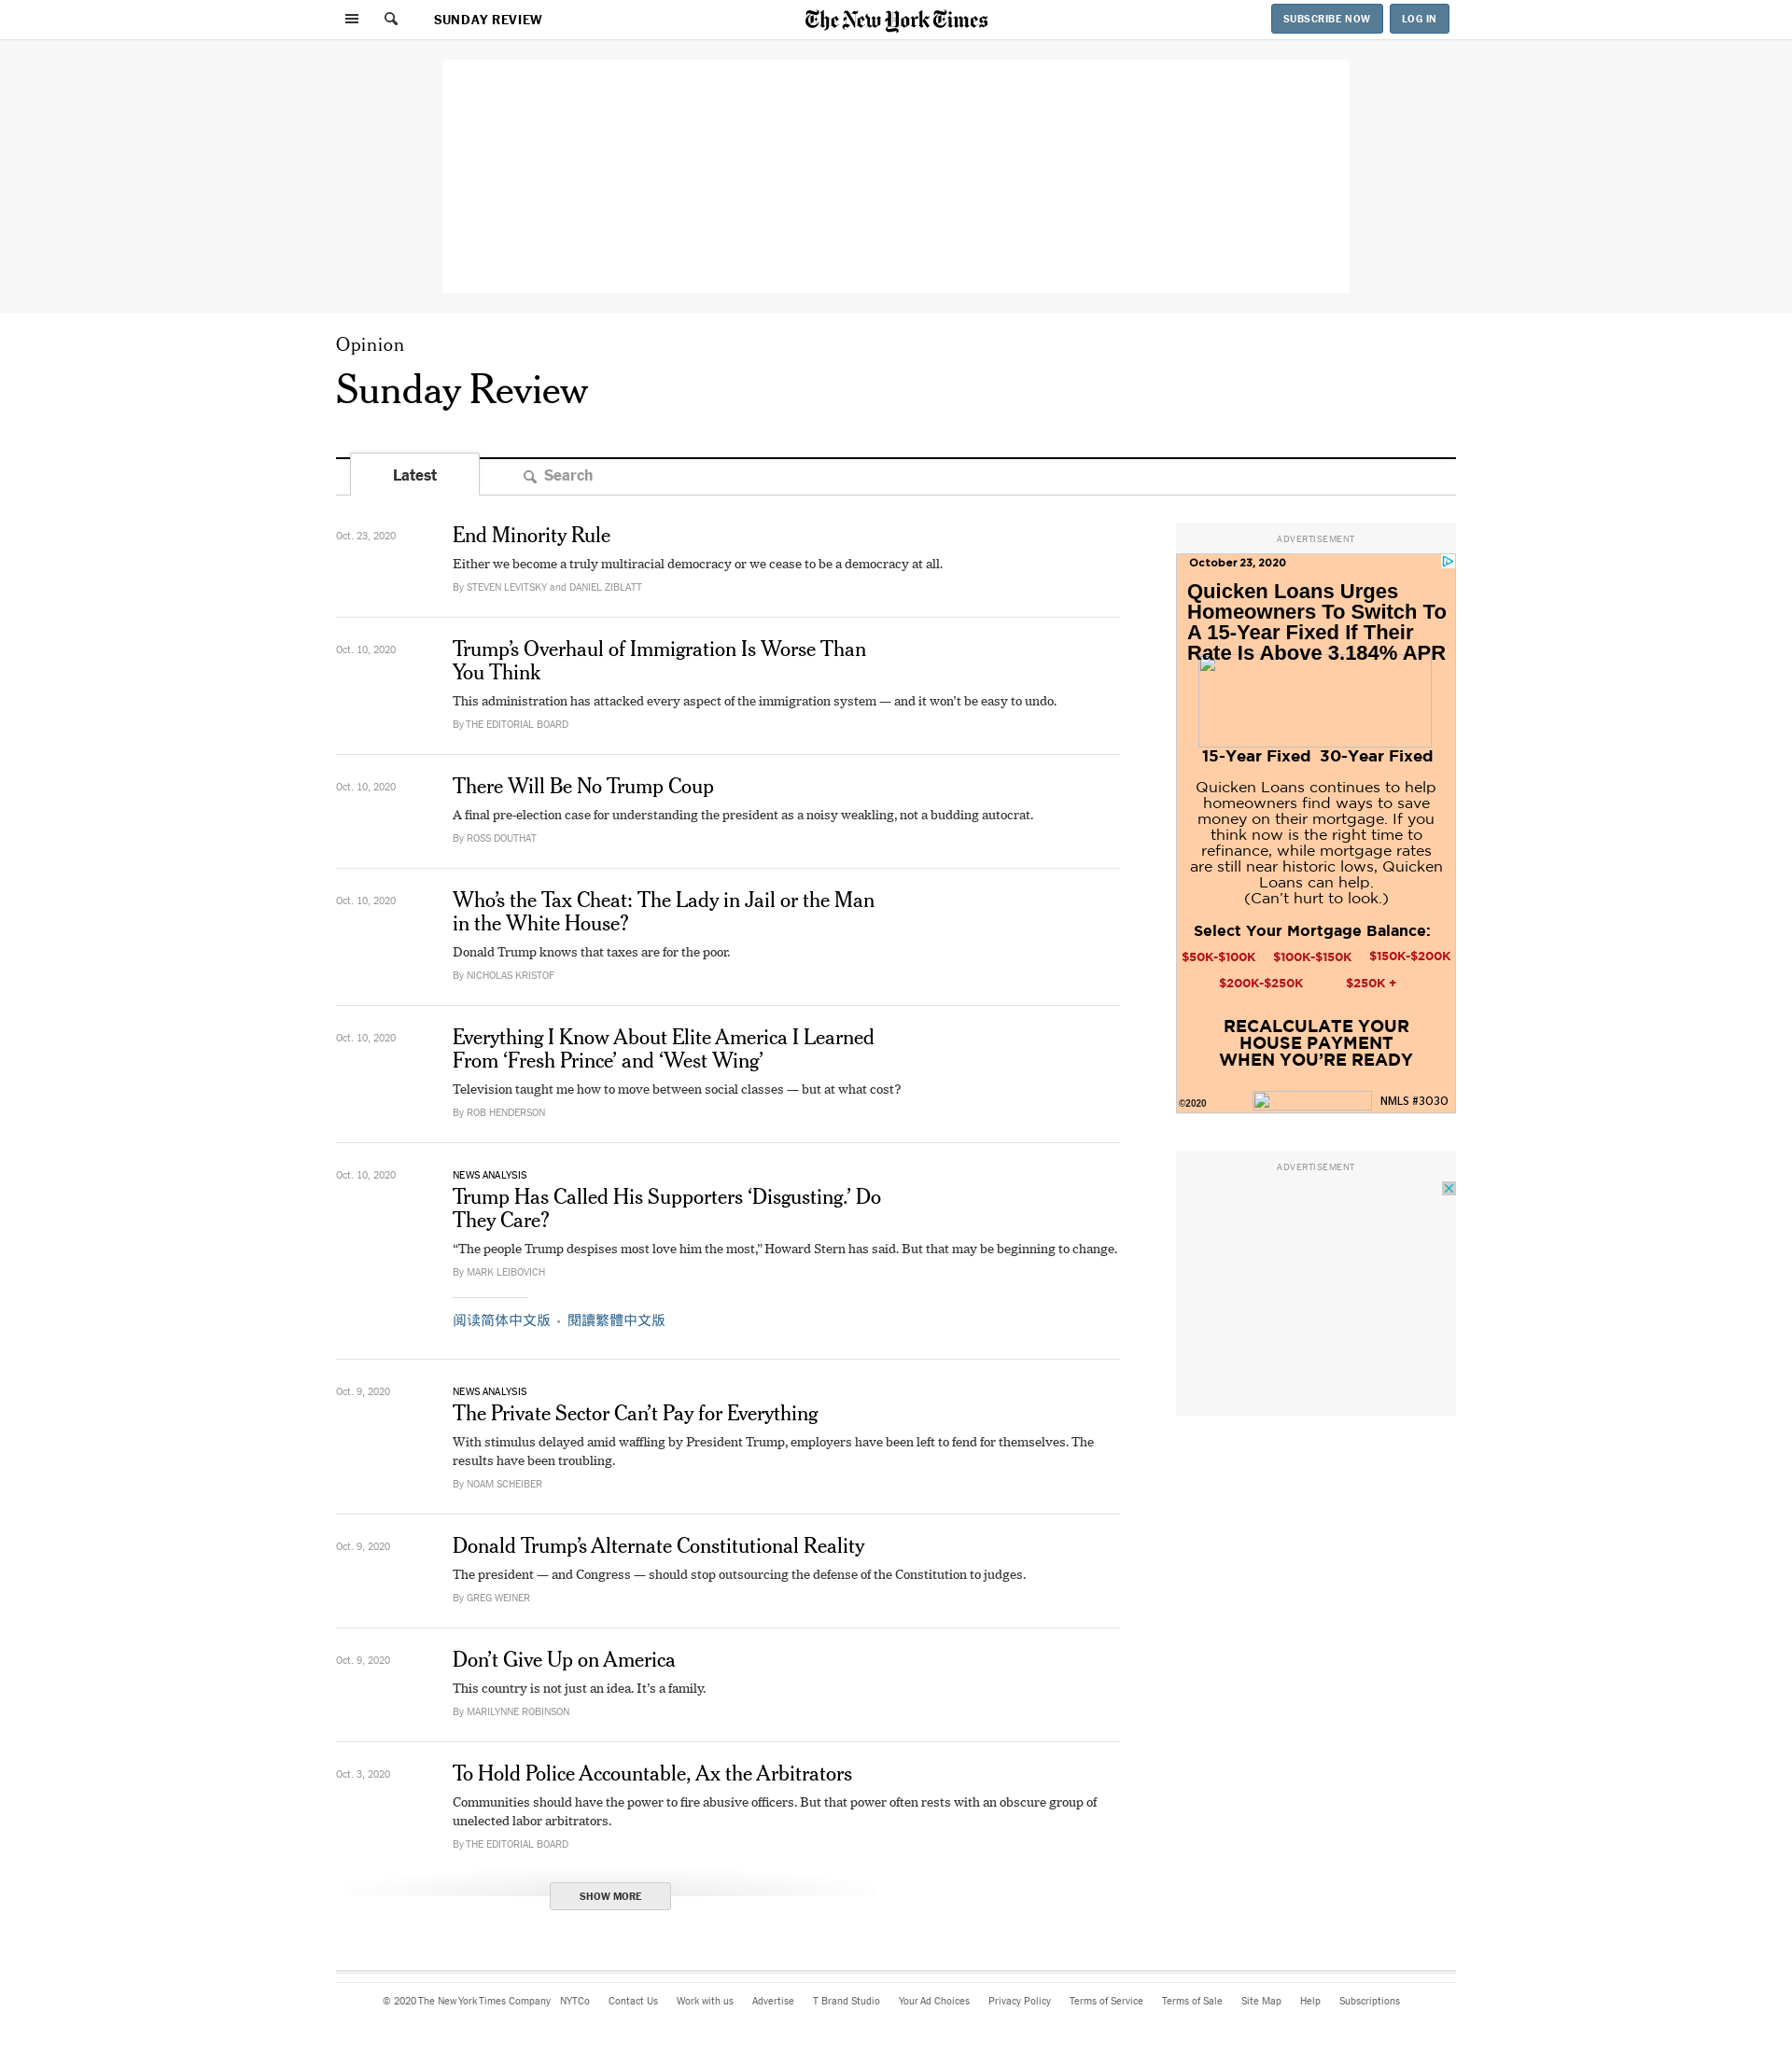 SUNDAY REVIEW
The New York Times
SUBSCRIBE NOW
LOG IN
Opinion
Sunday Review
Latest
Search
Oct. 23, 2020
End Minority Rule
Either we become a truly multiracial democracy or we cease to be a democracy at all.
By STEVEN LEVITSKY and DANIEL ZIBLATT
Oct. 10, 2020
Trump’s Overhaul of Immigration Is Worse Than
You Think
This administration has attacked every aspect of the immigration system — and it won’t be easy to undo.
By THE EDITORIAL BOARD
Oct. 10, 2020
There Will Be No Trump Coup
A final pre-election case for understanding the president as a noisy weakling, not a budding autocrat.
By ROSS DOUTHAT
Oct. 10, 2020
Who’s the Tax Cheat: The Lady in Jail or the Man
in the White House?
Donald Trump knows that taxes are for the poor.
By NICHOLAS KRISTOF
Oct. 10, 2020
Everything I Know About Elite America I Learned
From ‘Fresh Prince’ and ‘West Wing’
Television taught me how to move between social classes — but at what cost?
By ROB HENDERSON
Oct. 10, 2020
NEWS ANALYSIS
Trump Has Called His Supporters ‘Disgusting.’ Do
They Care?
“The people Trump despises most love him the most,” Howard Stern has said. But that may be beginning to change.
By MARK LEIBOVICH
阅读简体中文版 • 閱讀繁體中文版
Oct. 9, 2020
NEWS ANALYSIS
The Private Sector Can’t Pay for Everything
With stimulus delayed amid waffling by President Trump, employers have been left to fend for themselves. The
results have been troubling.
By NOAM SCHEIBER
Oct. 9, 2020
Donald Trump’s Alternate Constitutional Reality
The president — and Congress — should stop outsourcing the defense of the Constitution to judges.
By GREG WEINER
Oct. 9, 2020
Don’t Give Up on America
This country is not just an idea. It’s a family.
By MARILYNNE ROBINSON
Oct. 3, 2020
To Hold Police Accountable, Ax the Arbitrators
Communities should have the power to fire abusive officers. But that power often rests with an obscure group of
unelected labor arbitrators.
By THE EDITORIAL BOARD
SHOW MORE
ADVERTISEMENT
October 23, 2020
Quicken Loans Urges
Homeowners To Switch To
A 15-Year Fixed If Their
Rate Is Above 3.184% APR
15-Year Fixed 30-Year Fixed
Quicken Loans continues to help
homeowners find ways to save
money on their mortgage. If you
think now is the right time to
refinance, while mortgage rates
are still near historic lows, Quicken
Loans can help.
(Can’t hurt to look.)
Select Your Mortgage Balance:
$50K-$100K $100K-$150K $150K-$200K
$200K-$250K $250K +
RECALCULATE YOUR
HOUSE PAYMENT
WHEN YOU’RE READY
©2020
NMLS #3030
ADVERTISEMENT
© 2020 The New York Times Company NYTCo Contact Us Work with us Advertise T Brand Studio Your Ad Choices Privacy Policy Terms of Service Terms of Sale Site Map Help Subscriptions